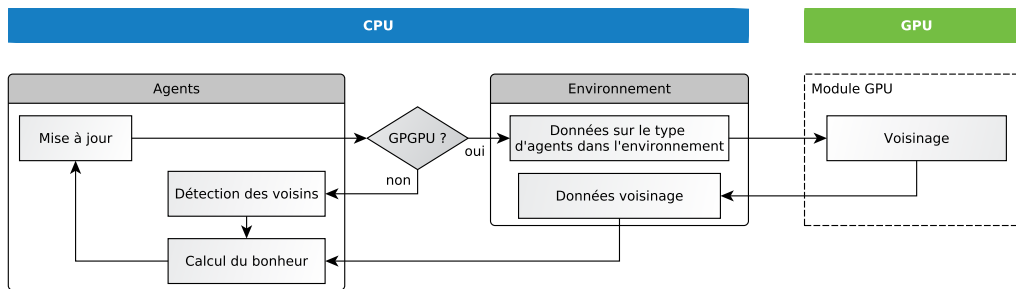 CPU
GPU
Agents
Environnement
Module GPU
Mise à jour
GPGPU ?
oui
non
Données sur le type
d'agents dans l'environnement
Voisinage
Détection des voisins
Données voisinage
Calcul du bonheur